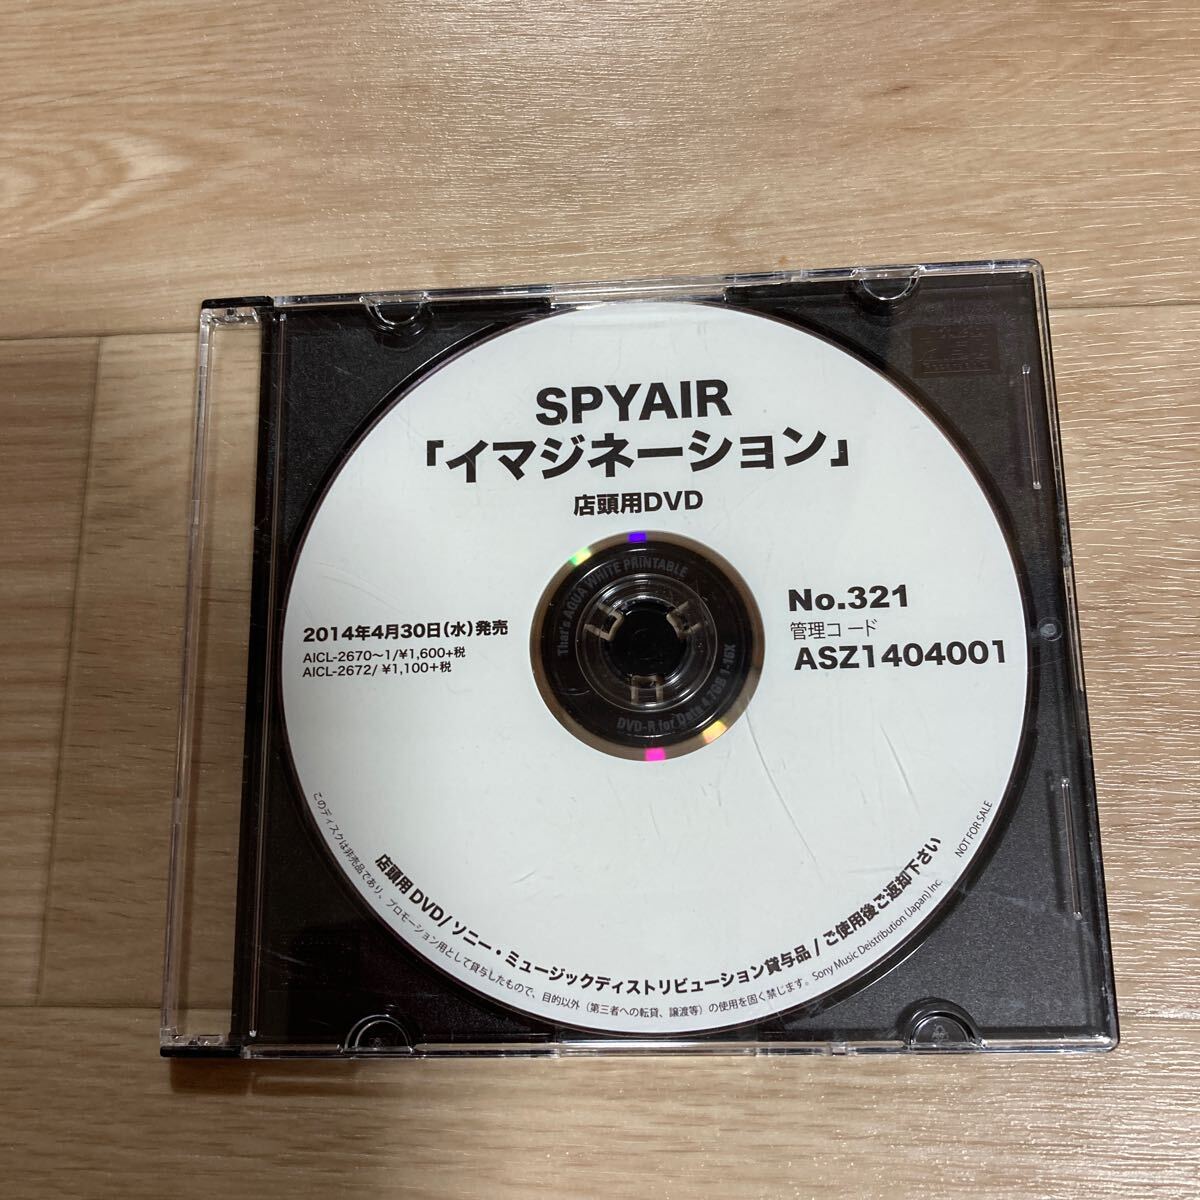 SPYAIR
「イマジネーション」
店頭用DVD
2014年4月30日(水)発売
AICL-2670〜1/¥1,600+税
AICL-2672/ ¥1,100+税
No.321
管理コード
ASZ1404001
That's AQUA WHITE PRINTABLE
DVD-R for Data 4.7GB 1-16X
店頭用 DVD/ ソニー・ミュージックディストリビューション貸与品 / ご使用後ご返却下さい
このディスクは非売品であり、プロモーション用として貸与したもので、目的以外（第三者への転貸、譲渡等）の使用を固く禁じます。Sony Music Deistribution (Japan) Inc.
NOT FOR SALE